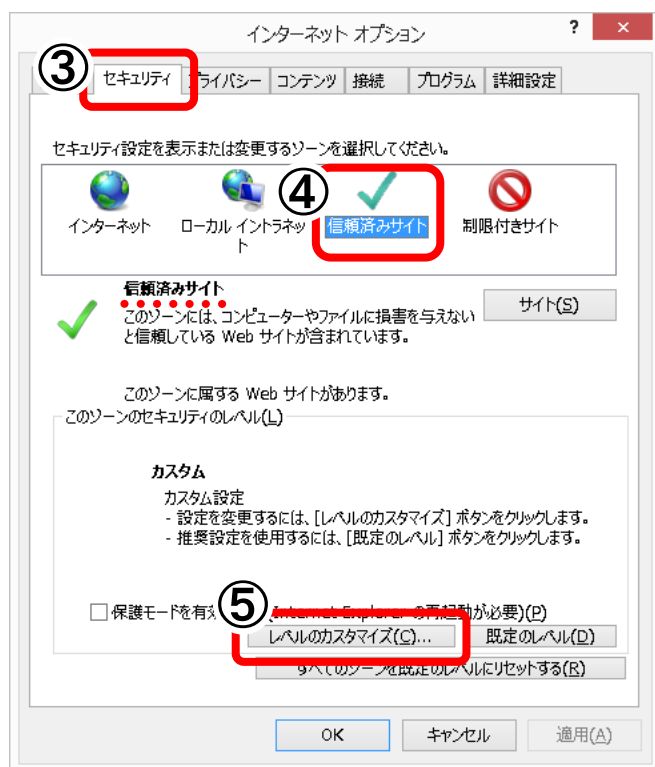 インターネット オプション
? ×
③
セキュリティ プライバシー コンテンツ 接続 プログラム 詳細設定
セキュリティ設定を表示または変更するゾーンを選択してください。
④
インターネット ローカル イントラネット 信頼済みサイト 制限付きサイト
信頼済みサイト
サイト(S)
このゾーンには、コンピューターやファイルに損害を与えない
と信頼している Web サイトが含まれています。
このゾーンに属する Web サイトがあります。
このゾーンのセキュリティのレベル(L)
カスタム
カスタム設定
- 設定を変更するには、[レベルのカスタマイズ] ボタンをクリックします。
- 推奨設定を使用するには、[既定のレベル] ボタンをクリックします。
⑤
保護モードを有 (Internet Explorer の再起動が必要)(P)
レベルのカスタマイズ(C)... 既定のレベル(D)
すべてのゾーンを既定のレベルにリセットする(R)
OK キャンセル 適用(A)